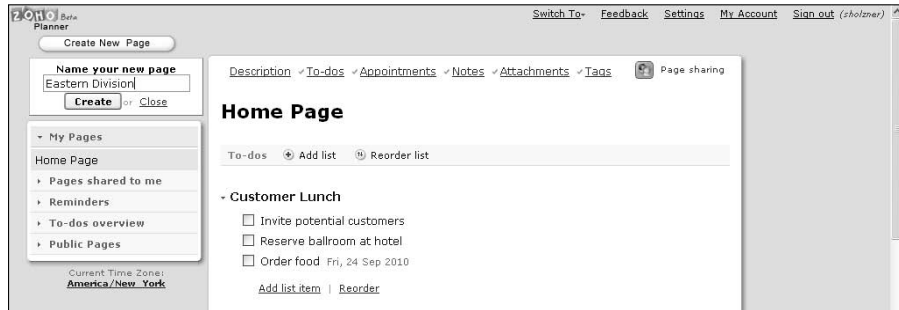 ZOHO Beta
Planner
Switch To- Feedback Settings My Account Sign out (sholzner)
Create New Page
Name your new page
Eastern Division
Create or Close
My Pages
Home Page
Pages shared to me
Reminders
To-dos overview
Public Pages
Current Time Zone:
America/New York
Description To-dos Appointments Notes Attachments Tags Page sharing
Home Page
To-dos Add list Reorder list
Customer Lunch
Invite potential customers
Reserve ballroom at hotel
Order food Fri, 24 Sep 2010
Add list item | Reorder